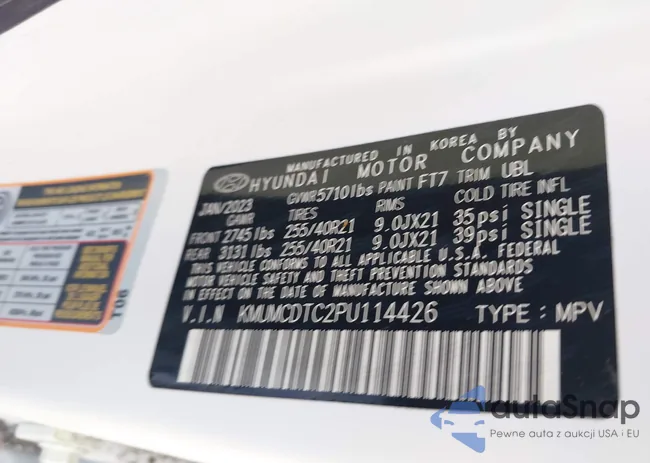 MANUFACTURED IN KOREA BY
HYUNDAI MOTOR COMPANY
JAN/2023 GVWR5710lbs PAINT FT7 TRIM UBL
GAWR TIRES RIMS COLD TIRE INFL
FRONT 2745 lbs 255/40R21 9.0JX21 35psi SINGLE
REAR 3131 lbs 255/40R21 9.0JX21 39psi SINGLE
THIS VEHICLE CONFORMS TO ALL APPLICABLE U.S.A. FEDERAL
MOTOR VEHICLE SAFETY AND THEFT PREVENTION STANDARDS
IN EFFECT ON THE DATE OF MANUFACTURE SHOWN ABOVE
V.I.N KMUMCDTC2PU114426 TYPE : MPV
T08
autaSnap
Pewne auta z aukcji USA i EU